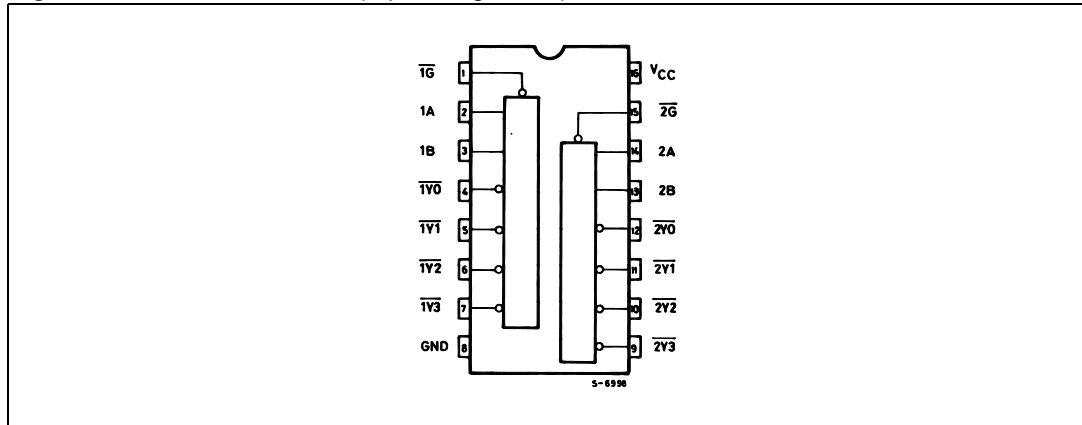 1G̅ 1 16 VCC
1A 2 15 2G̅
1B 3 14 2A
1Y0 4 13 2B
1Y1 5 12 2Y0
1Y2 6 11 2Y1
1Y3 7 10 2Y2
GND 8 9 2Y3
S-6998